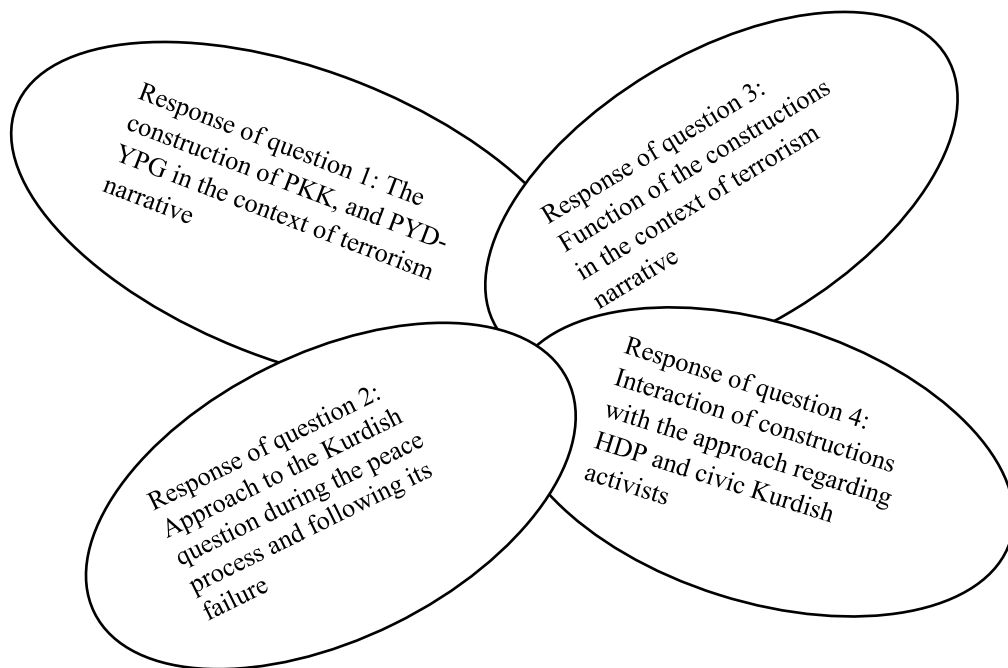 Response of question 1: The
construction of PKK, and PYD-
YPG in the context of terrorism
narrative
Response of question 3:
Function of the constructions
in the context of terrorism
narrative
Response of question 2:
Approach to the Kurdish
question during the peace
process and following its
failure
Response of question 4:
Interaction of constructions
with the approach regarding
HDP and civic Kurdish
activists